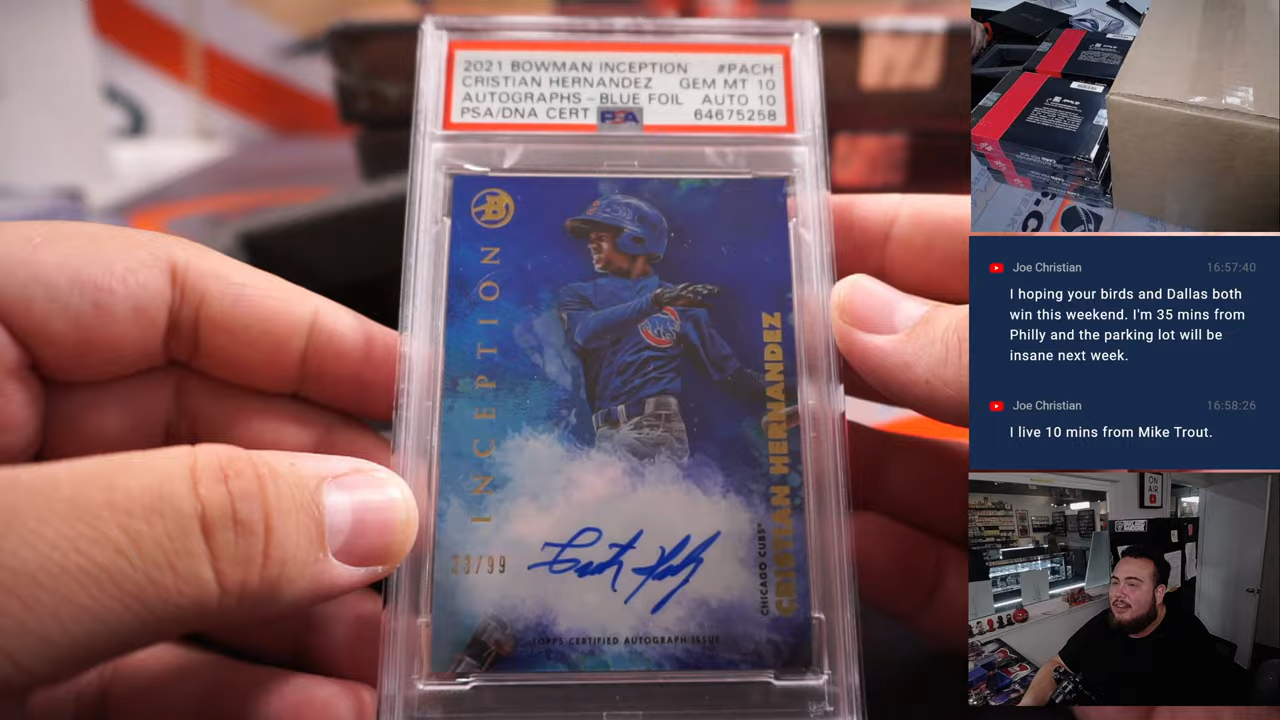 2021 BOWMAN INCEPTION #PACH
CRISTIAN HERNANDEZ GEM MT 10
AUTOGRAPHS - BLUE FOIL AUTO 10
PSA/DNA CERT PSA 64675258
B
INCEPTION
CRISTIAN HERNANDEZ
CHICAGO CUBS
/99
TOPPS CERTIFIED AUTOGRAPH ISSUE
Joe Christian 16:57:40
I hoping your birds and Dallas both
win this weekend. I'm 35 mins from
Philly and the parking lot will be
insane next week.
Joe Christian 16:58:26
I live 10 mins from Mike Trout.
ON
AIR